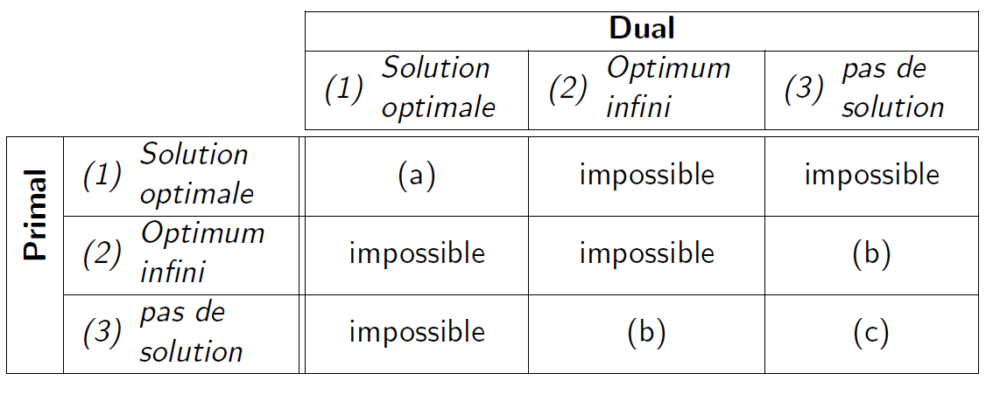 Dual
(1) Solution optimale
(2) Optimum infini
(3) pas de solution
Primal
(1) Solution optimale
(a)
impossible
impossible
(2) Optimum infini
impossible
impossible
(b)
(3) pas de solution
impossible
(b)
(c)